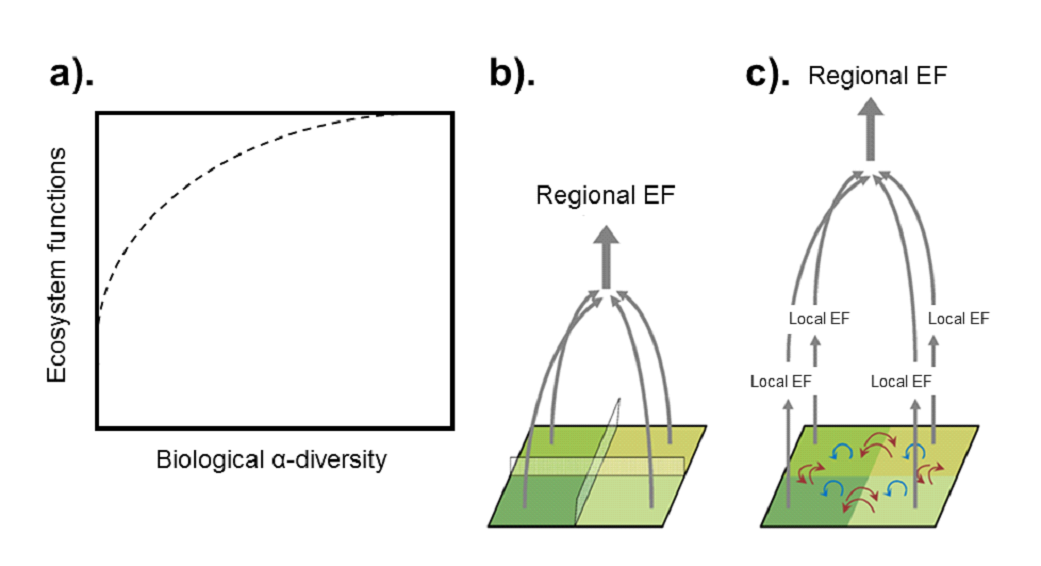 a).
Ecosystem functions
Biological α-diversity
b).
Regional EF
c).
Regional EF
Local EF
Local EF
Local EF
Local EF